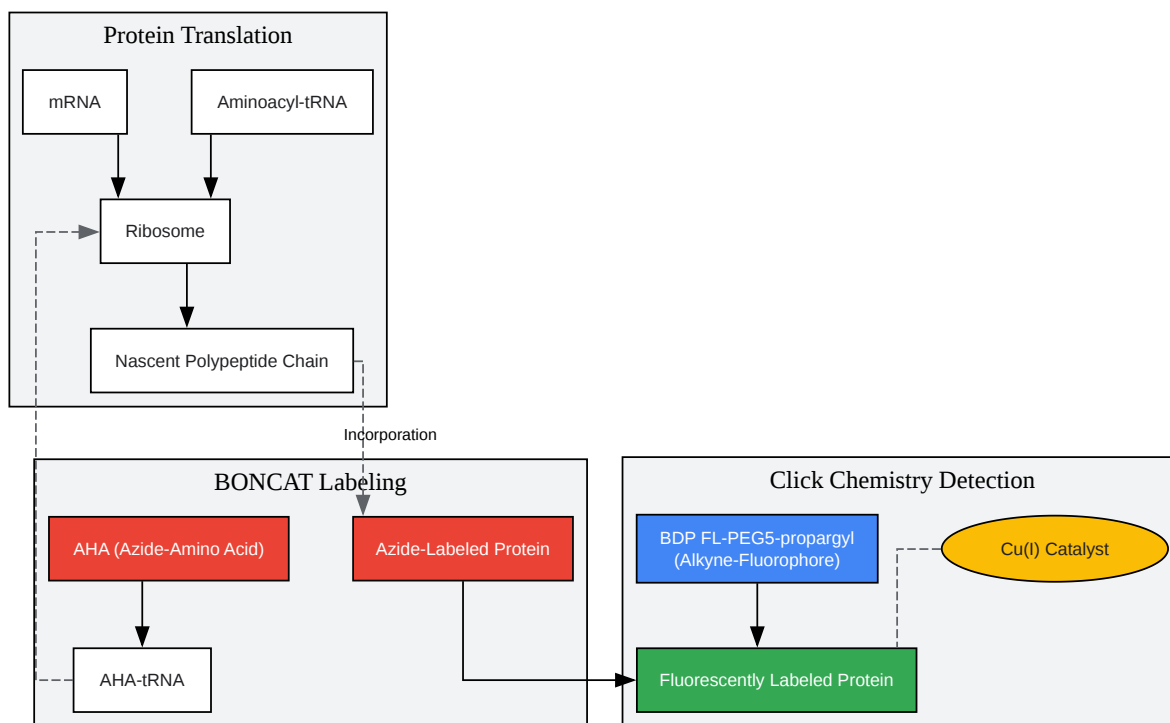 Protein Translation
mRNA
Aminoacyl-tRNA
Ribosome
Nascent Polypeptide Chain
Incorporation
BONCAT Labeling
AHA (Azide-Amino Acid)
Azide-Labeled Protein
AHA-tRNA
Click Chemistry Detection
BDP FL-PEG5-propargyl
(Alkyne-Fluorophore)
Cu(I) Catalyst
Fluorescently Labeled Protein